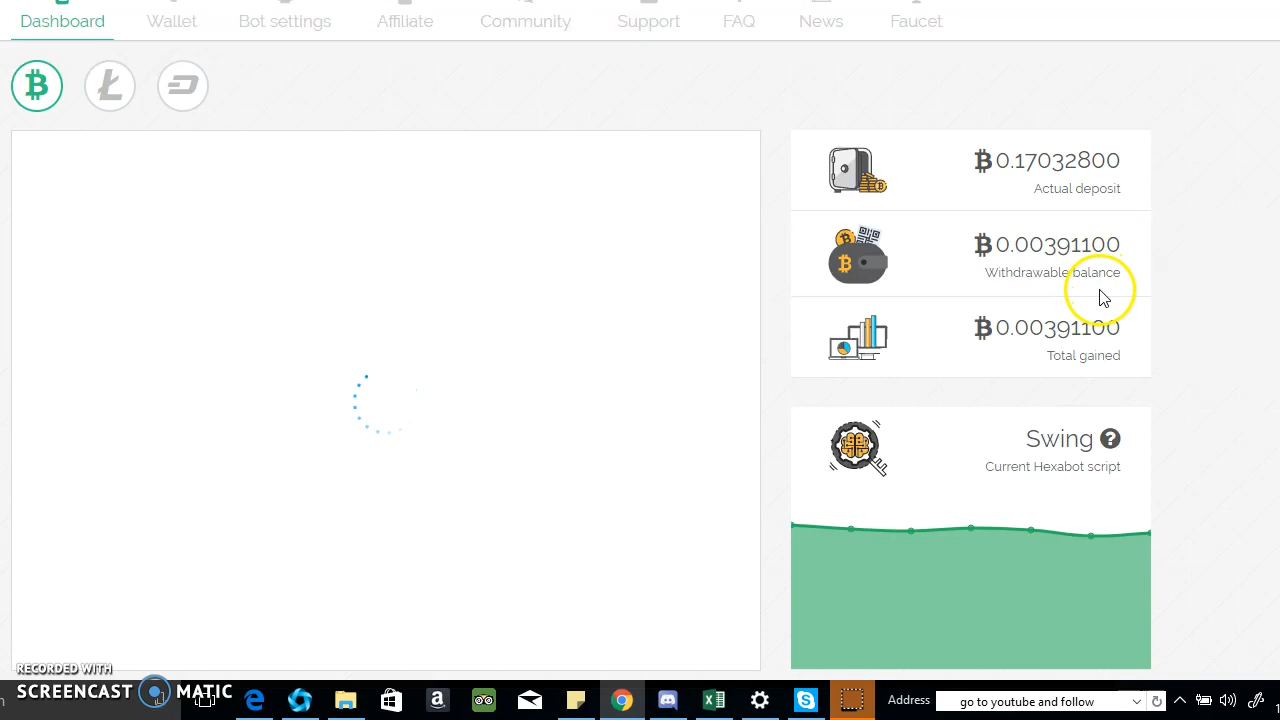 Dashboard Wallet Bot settings Affiliate Community Support FAQ News Faucet
0.17032800
Actual deposit
0.00391100
Withdrawable balance
0.00391100
Total gained
Swing ?
Current Hexabot script
RECORDED WITH
SCREENCAST MATIC
Address go to youtube and follow